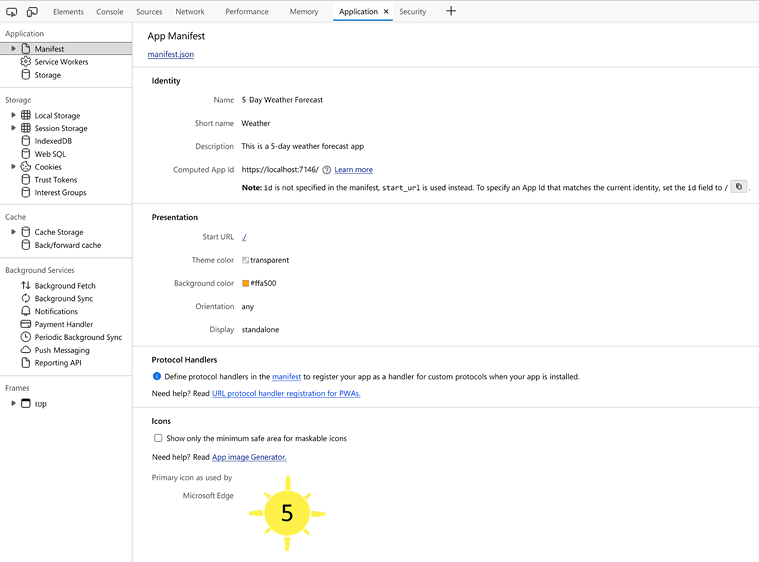 Elements Console Sources Network Performance Memory Application Security
Application
Manifest
Service Workers
Storage
Storage
Local Storage
Session Storage
IndexedDB
Web SQL
Cookies
Trust Tokens
Interest Groups
Cache
Cache Storage
Back/forward cache
Background Services
Background Fetch
Background Sync
Notifications
Payment Handler
Periodic Background Sync
Push Messaging
Reporting API
Frames
top
App Manifest
manifest.json
Identity
Name 5-Day Weather Forecast
Short name Weather
Description This is a 5-day weather forecast app
Computed App Id https://localhost:7146/ Learn more
Note: id is not specified in the manifest, start_url is used instead. To specify an App Id that matches the current identity, set the id field to / .
Presentation
Start URL ./
Theme color transparent
Background color #ffa500
Orientation any
Display standalone
Protocol Handlers
Define protocol handlers in the manifest to register your app as a handler for custom protocols when your app is installed.
Need help? Read URL protocol handler registration for PWAs.
Icons
Show only the minimum safe area for maskable icons
Need help? Read App image Generator.
Primary icon as used by
Microsoft Edge
5